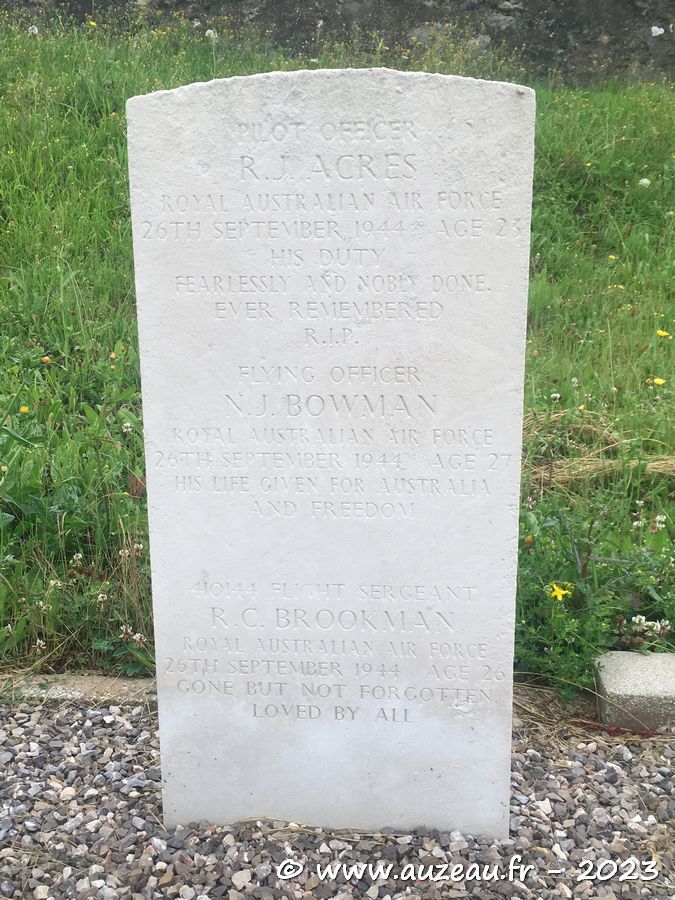 PILOT OFFICER
R.J. ACRES
ROYAL AUSTRALIAN AIR FORCE
26TH SEPTEMBER 1944 AGE 23
HIS DUTY
FEARLESSLY AND NOBLY DONE.
EVER REMEMBERED
R.I.P.
FLYING OFFICER
N.J. BOWMAN
ROYAL AUSTRALIAN AIR FORCE
26TH SEPTEMBER 1944 AGE 27
HIS LIFE GIVEN FOR AUSTRALIA
AND FREEDOM
410144 FLIGHT SERGEANT
R.C. BROOKMAN
ROYAL AUSTRALIAN AIR FORCE
26TH SEPTEMBER 1944 AGE 26
GONE BUT NOT FORGOTTEN.
LOVED BY ALL
© www.auzeau.fr - 2023